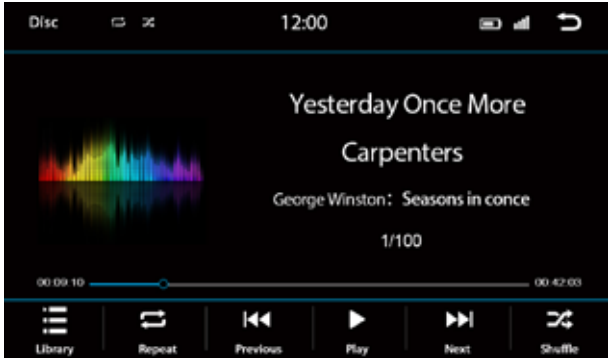 Disc 12:00
Yesterday Once More
Carpenters
George Winston: Seasons in conce
1/100
00:09:10 00:42:03
Library Repeat Previous Play Next Shuffle